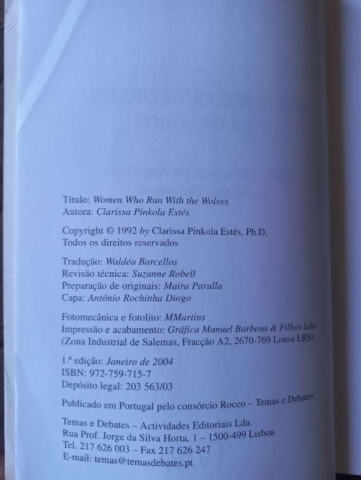 Título: Women Who Run With the Wolves
Autora: Clarissa Pinkola Estés
Copyright © 1992 by Clarissa Pinkola Estés, Ph.D.
Todos os direitos reservados
Tradução: Waldéa Barcellos
Revisão técnica: Suzanne Robell
Preparação de originais: Maira Parulla
Capa: António Rochinha Diogo
Fotomecânica e fotolito: MMartins
Impressão e acabamento: Gráfica Manuel Barbosa & Filhos Lda.
(Zona Industrial de Salemas, Fracção A2, 2670-769 Lousa LRS)
1.ª edição: Janeiro de 2004
ISBN: 972-759-715-7
Depósito legal: 203 563/03
Publicado em Portugal pelo consórcio Rocco – Temas e Debates
Temas e Debates – Actividades Editoriais Lda.
Rua Prof. Jorge da Silva Horta, 1 – 1500-499 Lisboa
Tel. 217 626 003 – Fax 217 626 247
E-mail: temas@temasdebates.pt